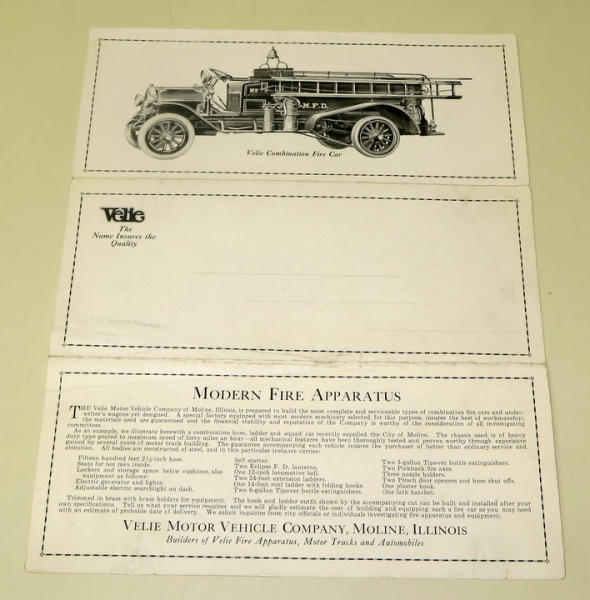 No
M.F.D.
Velie Combination Fire Car
Velie
The
Name Insures the
Quality
MODERN FIRE APPARATUS
THE Velie Motor Vehicle Company of Moline, Illinois, is prepared to build the most complete and serviceable types of combination fire cars and under-
writer's wagons yet designed. A special factory equipped with most modern machinery selected for this purpose, insures the best of workmanship;
the materials used are guaranteed and the financial stability and reputation of the Company is worthy of the consideration of all investigating
committees.
As an example, we illustrate herewith a combination hose, ladder and squad car recently supplied the City of Moline. The chassis used is of heavy
duty type geared to maximum speed of forty miles an hour—all mechanical features have been thoroughly tested and proven worthy through experience
gained by several years of motor truck building. The guarantee accompanying each vehicle insures the purchaser of better than ordinary service and
attention. All bodies are constructed of steel, and in this particular instance carries:
Fifteen hundred feet 2½-inch hose.
Seats for ten men inside.
Lockers and storage space below cushions, also
equipment as follows:
Electric generator and lights.
Adjustable electric searchlight on dash.
Self starter.
Two Eclipse F. D. lanterns.
One 12-inch locomotive bell.
Two 24-foot extension ladders.
One 14-foot roof ladder with folding hooks.
Two 6-gallon Tipover bottle extinguishers.
Two 3-gallon Tipover bottle extinguishers.
Two Pickback fire axes.
Three nozzle holders.
Two Pirsch door openers and hose shut offs.
One plaster hook.
One lath hatchet.
Trimmed in brass with brass holders for equipment. The hook and ladder outfit shown by the accompanying cut can be built and installed after your
own specifications. Tell us what your service requires and we will gladly estimate the cost of building and equipping such a fire car as you may need
with an estimate of probable date of delivery. We solicit inquiries from city officials or individuals investigating fire apparatus and equipment.
VELIE MOTOR VEHICLE COMPANY, MOLINE, ILLINOIS
Builders of Velie Fire Apparatus, Motor Trucks and Automobiles